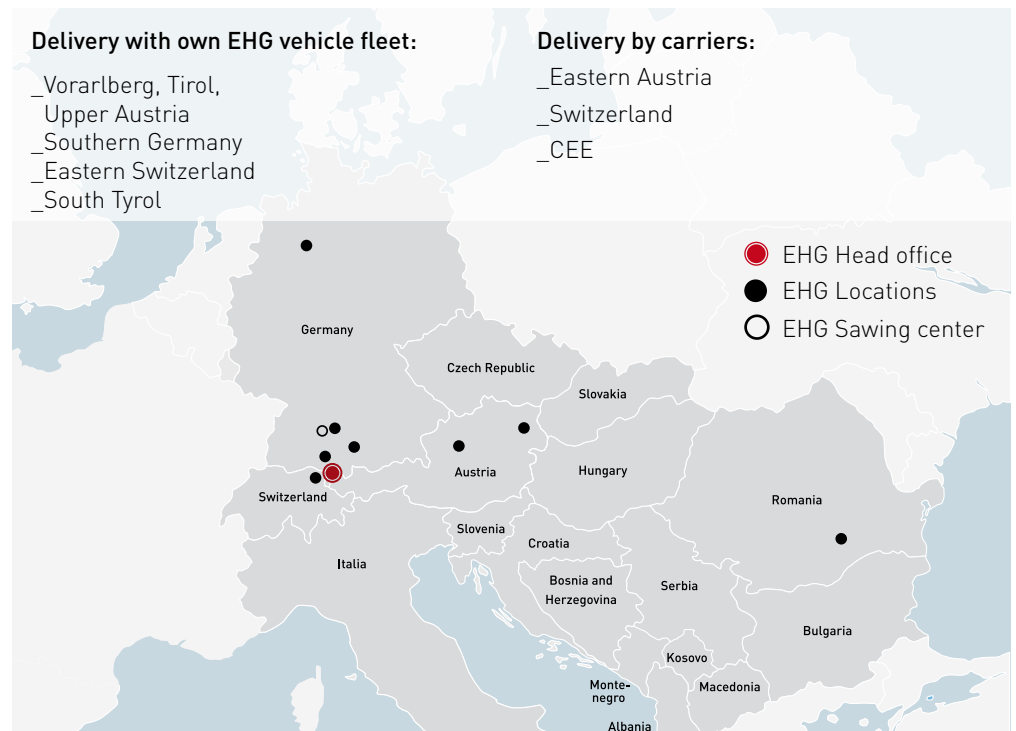 Delivery with own EHG vehicle fleet:
_Vorarlberg, Tirol,
Upper Austria
_Southern Germany
_Eastern Switzerland
_South Tyrol
Delivery by carriers:
_Eastern Austria
_Switzerland
_CEE
EHG Head office
EHG Locations
EHG Sawing center
Germany
Czech Republic
Slovakia
Austria
Hungary
Switzerland
Romania
Slovenia
Croatia
Italia
Bosnia and
Herzegovina
Serbia
Bulgaria
Kosovo
Monte-
negro
Macedonia
Albania